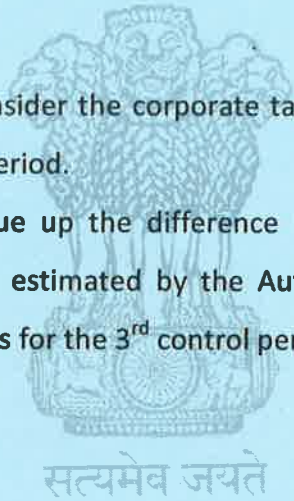 nsider the corporate ta
eriod.
ue up the difference
estimated by the Aut
s for the 3rd control per
सत्यमेव जयते